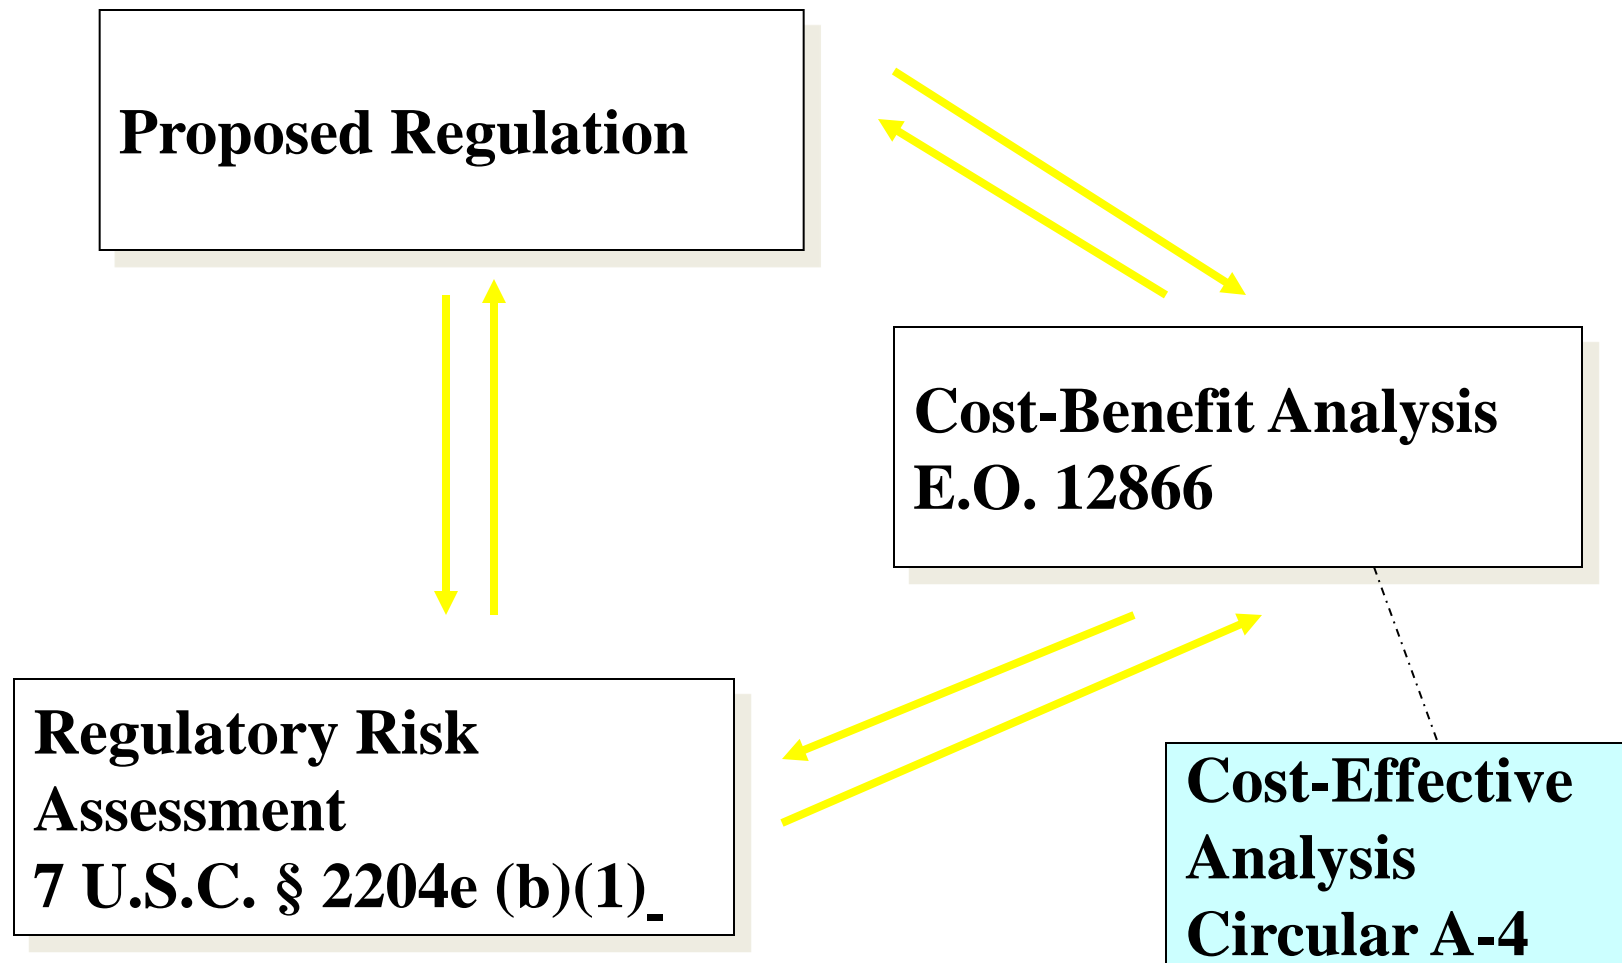 Proposed Regulation
Cost-Benefit Analysis
E.O. 12866
Regulatory Risk
Assessment
7 U.S.C. § 2204e (b)(1)
Cost-Effective
Analysis
Circular A-4